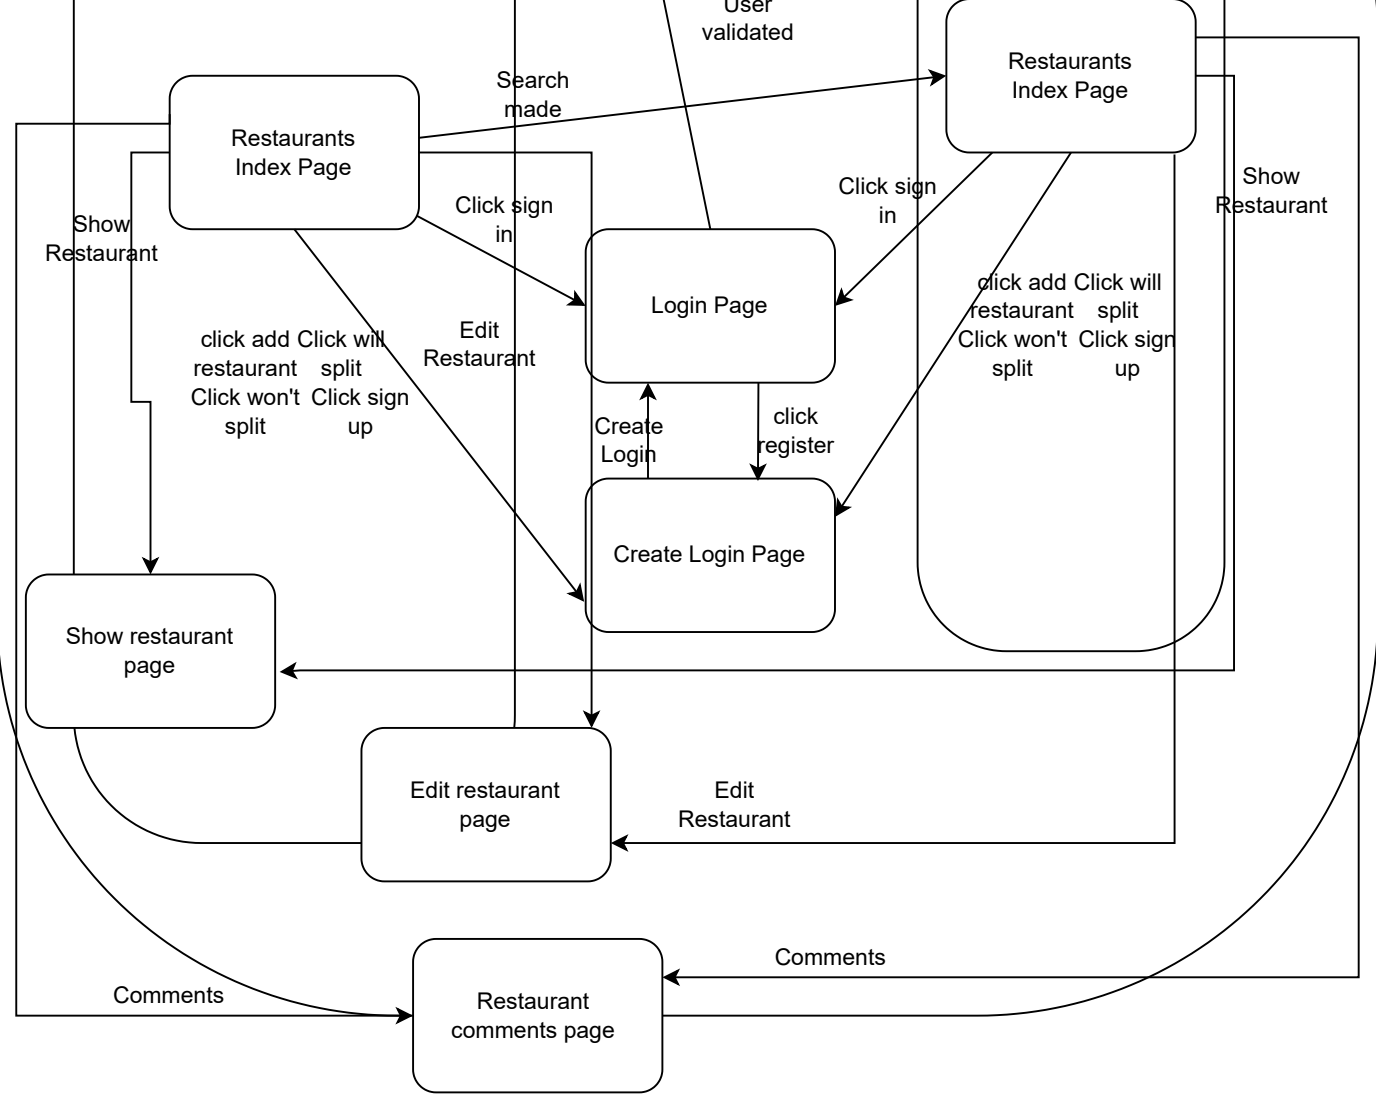 User
validated
Restaurants
Index Page
Search
made
Restaurants
Index Page
Show
Restaurant
Click sign
in
Click sign
in
Show
Restaurant
Login Page
click add Click will
restaurant split
Click won't Click sign
split up
Edit
Restaurant
click add Click will
restaurant split
Click won't Click sign
split up
Create
Login
click
register
Create Login Page
Show restaurant
page
Edit restaurant
page
Edit
Restaurant
Comments
Comments
Restaurant
comments page